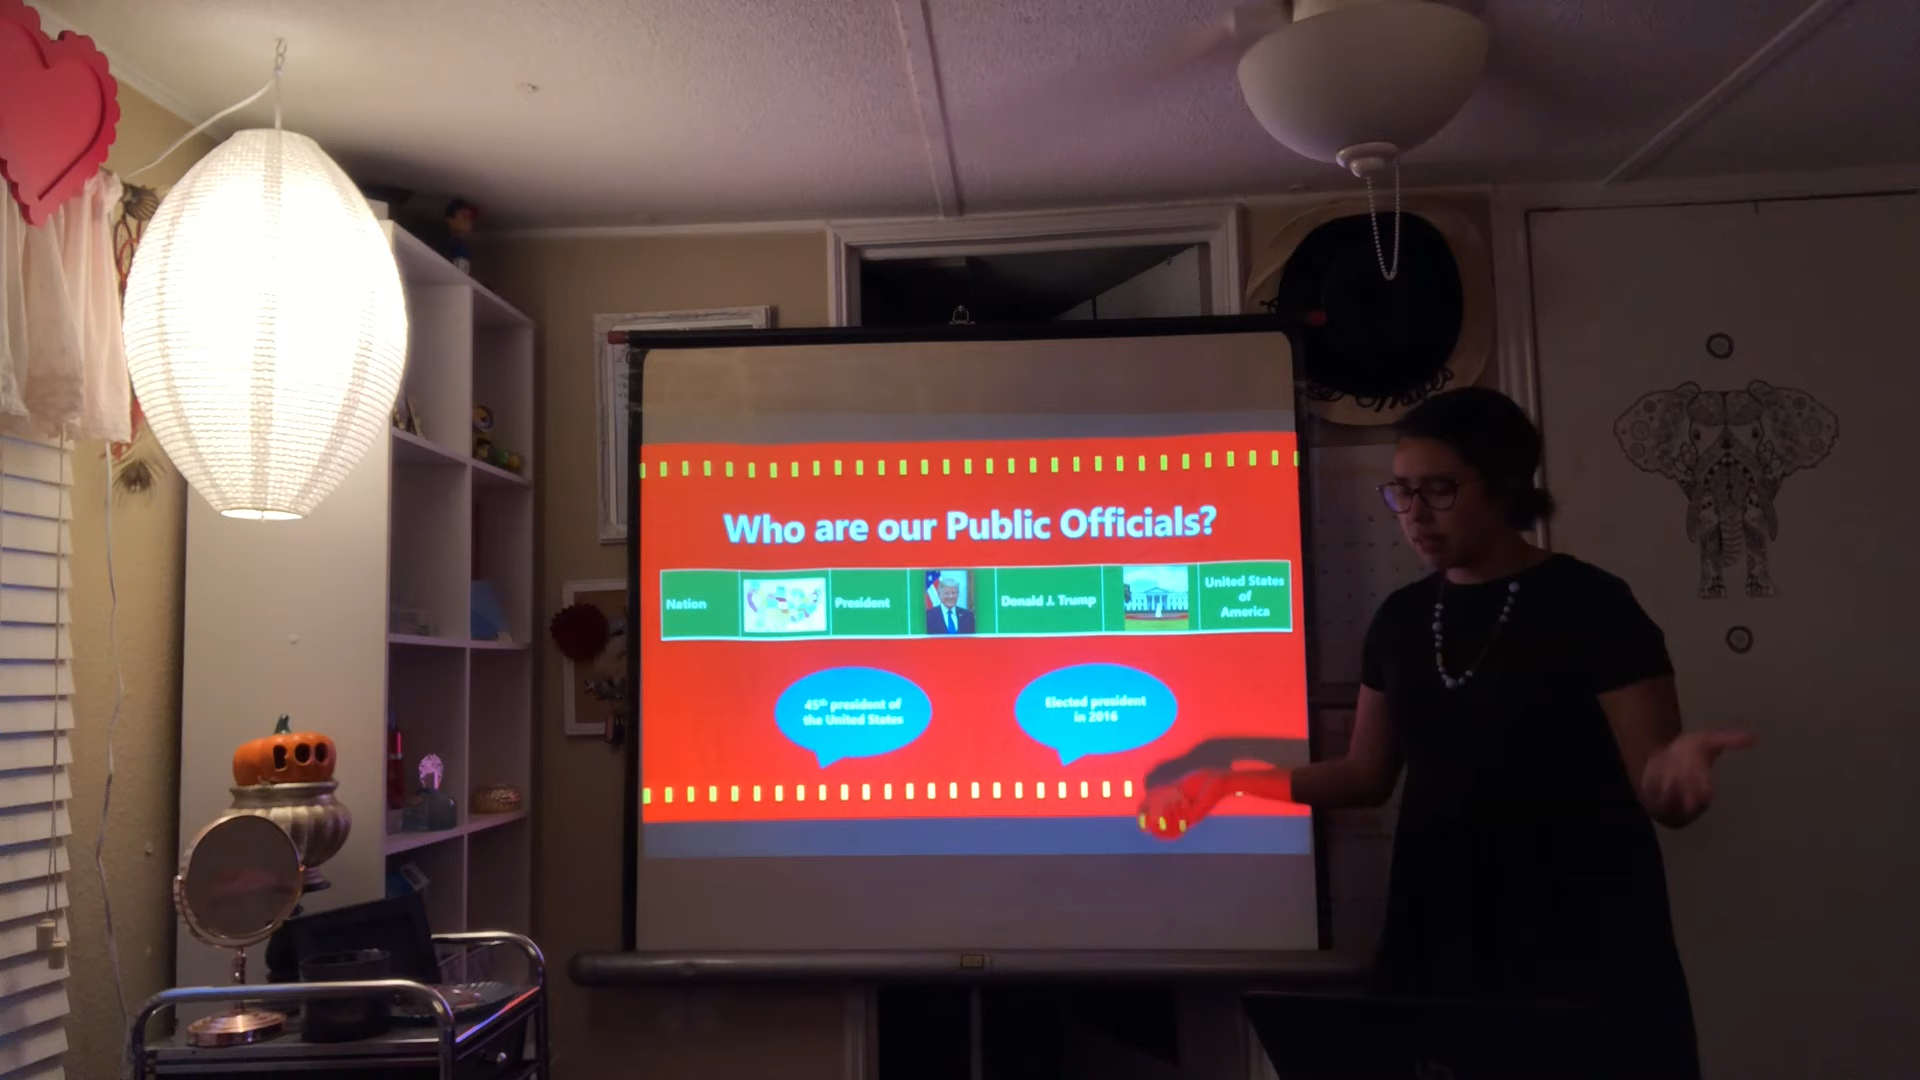 Who are our Public Officials?
Nation
President
Donald J. Trump
United States
of
America
45th president of
the United States
Elected president
in 2016
BOO